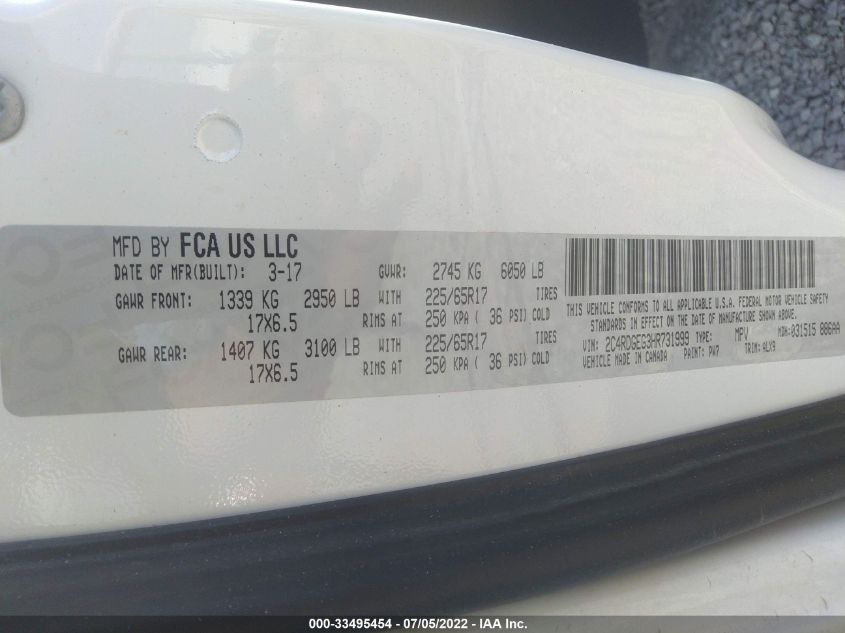 MFD BY FCA US LLC
DATE OF MFR(BUILT): 3-17 GVWR: 2745 KG 6050 LB
GAWR FRONT: 1339 KG 2950 LB WITH 225/65R17 TIRES
17X6.5 RIMS AT 250 KPA ( 36 PSI) COLD
GAWR REAR: 1407 KG 3100 LB WITH 225/65R17 TIRES
17X6.5 RIMS AT 250 KPA ( 36 PSI) COLD
THIS VEHICLE CONFORMS TO ALL APPLICABLE U.S.A. FEDERAL MOTOR VEHICLE SAFETY
STANDARDS IN EFFECT ON THE DATE OF MANUFACTURE SHOWN ABOVE.
VIN: 2C4RDGEG3HR731999 TYPE: MPV MDH:031515 886AA
VEHICLE MADE IN CANADA PAINT: PW7 TRIM: ALX9
000-33495454 - 07/05/2022 - IAA Inc.